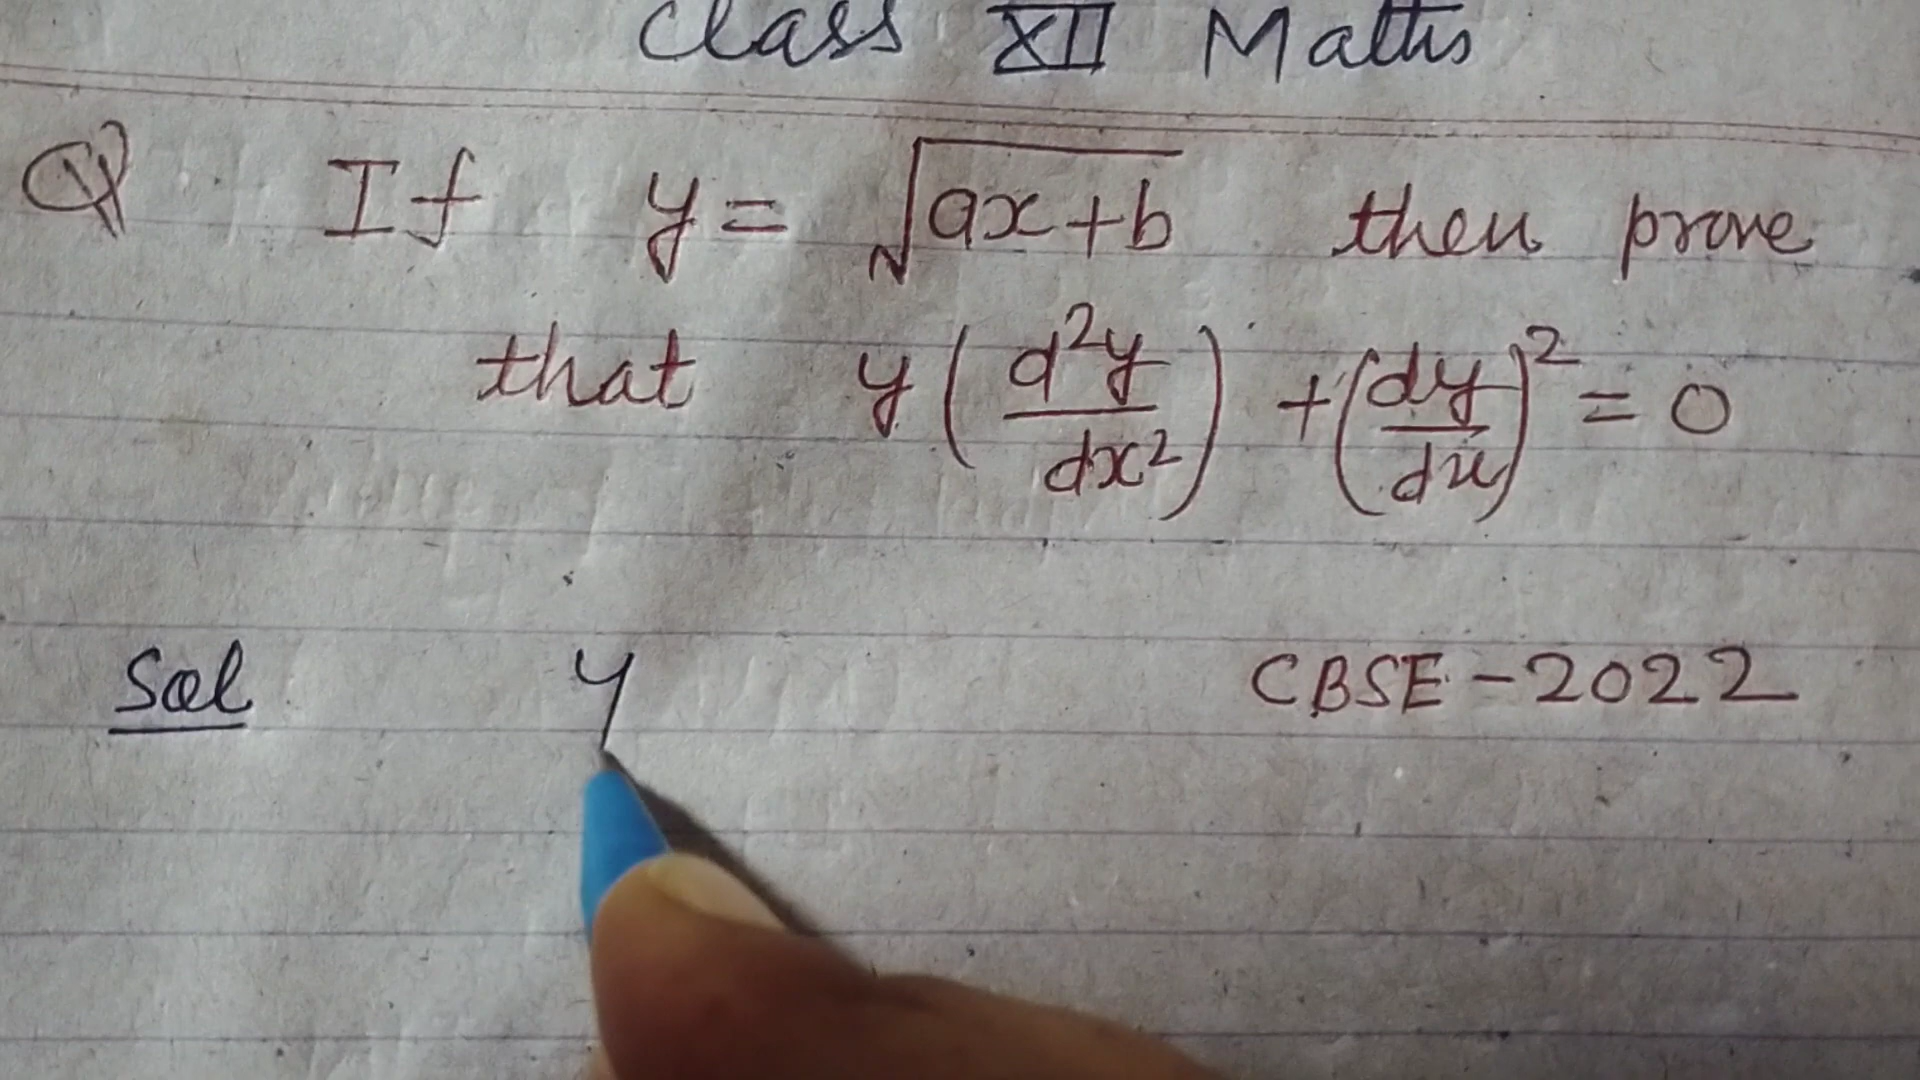 Class XII Maths
Q If y = √(ax+b) then prove
that y (d²y/dx²) + (dy/dx)² = 0
Sol y CBSE-2022